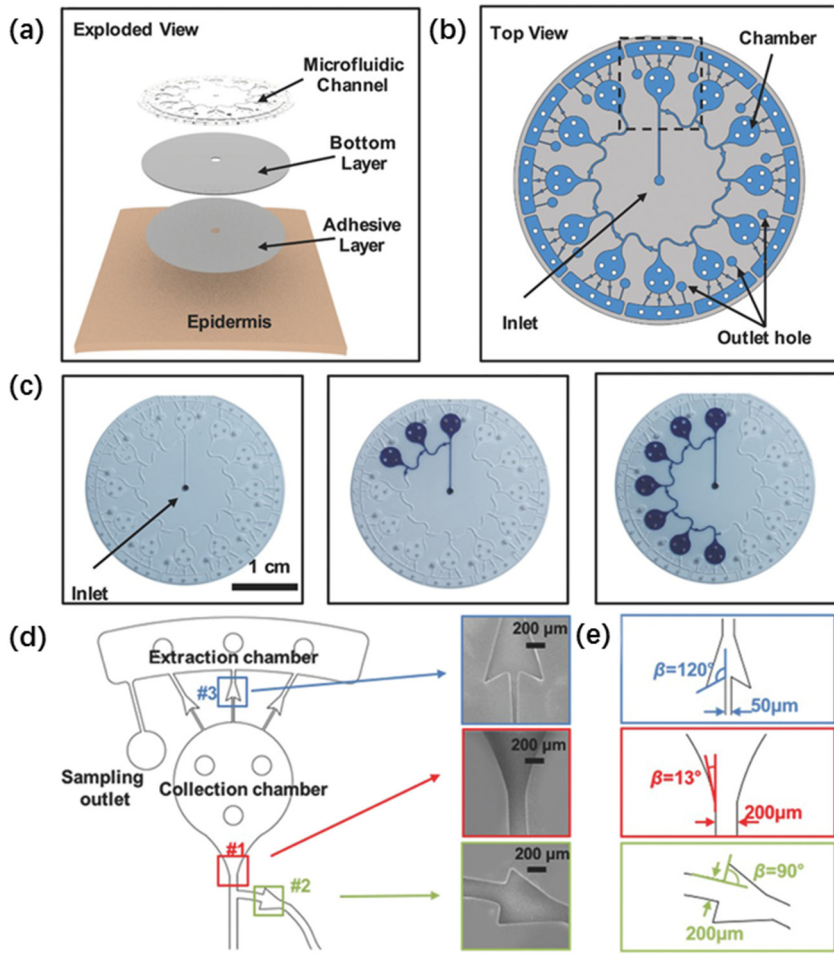 (a)
Exploded View
Microfluidic
Channel
Bottom
Layer
Adhesive
Layer
Epidermis
(b)
Top View
Chamber
Inlet
Outlet hole
(c)
Inlet
1 cm
(d)
Extraction chamber
#3
Sampling
outlet
Collection chamber
#1
#2
200 μm
200 μm
200 μm
(e)
β=120°
50μm
β=13°
200μm
β=90°
200μm